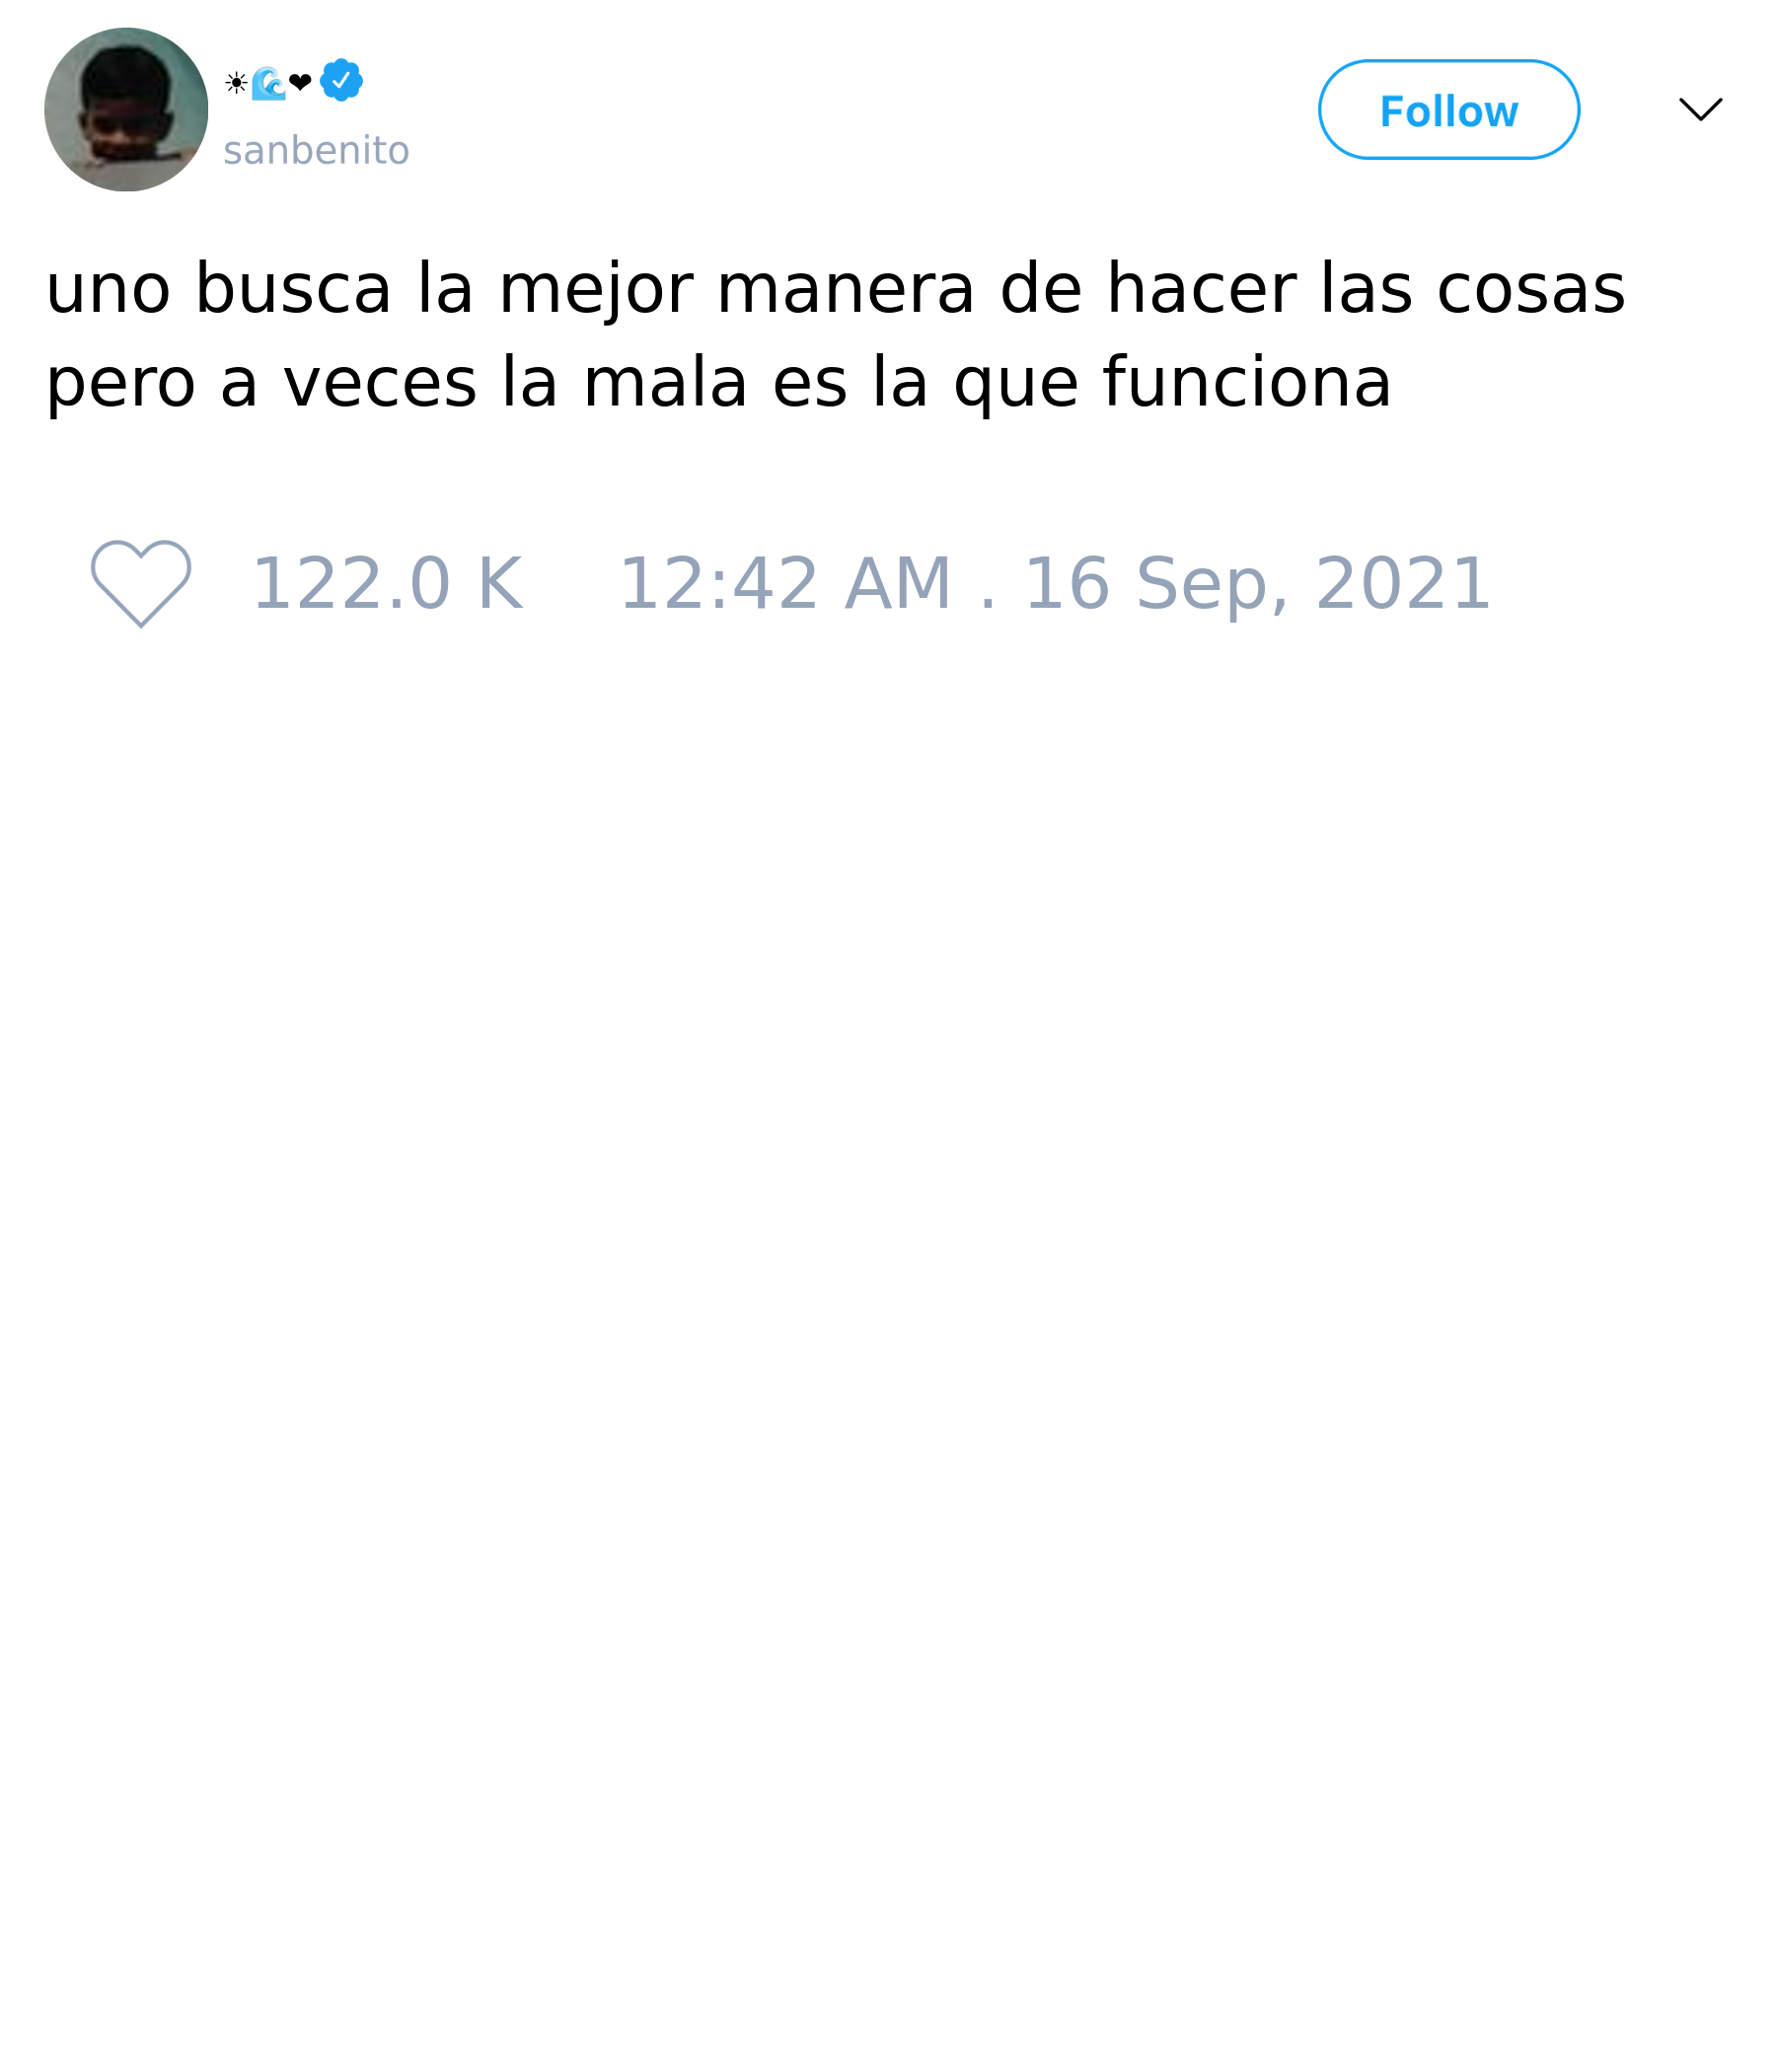 ☀🌊❤
sanbenito
Follow
uno busca la mejor manera de hacer las cosas
pero a veces la mala es la que funciona
122.0 K 12:42 AM . 16 Sep, 2021